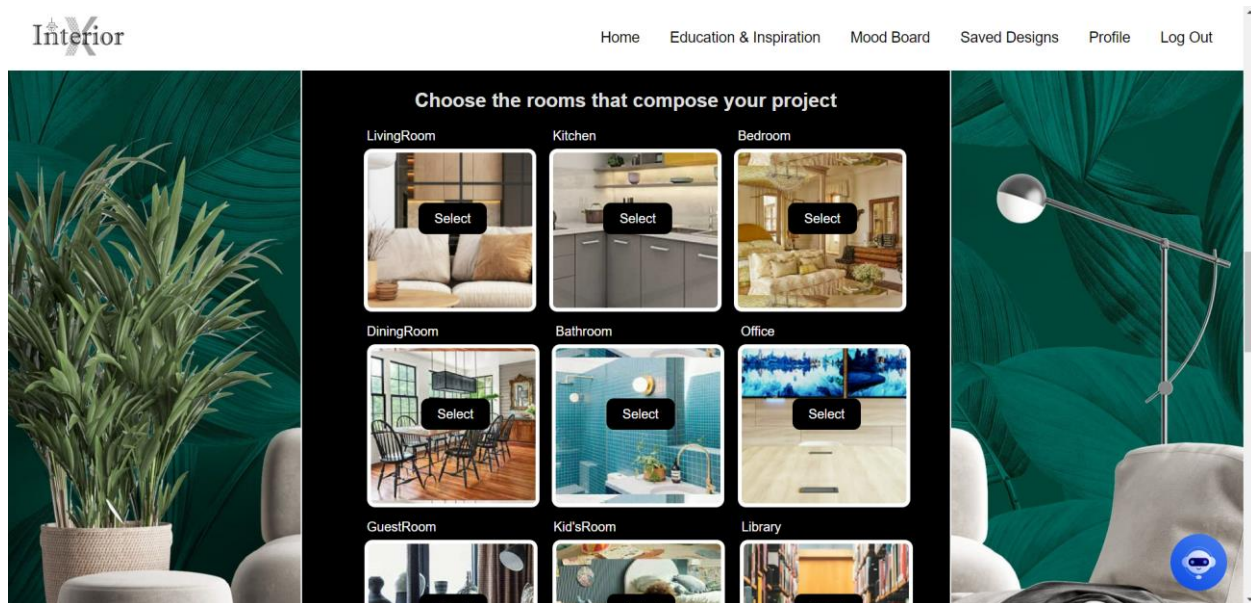 Interior
X
Home Education & Inspiration Mood Board Saved Designs Profile Log Out
Choose the rooms that compose your project
LivingRoom Kitchen Bedroom
Select Select Select
DiningRoom Bathroom Office
Select Select Select
GuestRoom Kid'sRoom Library